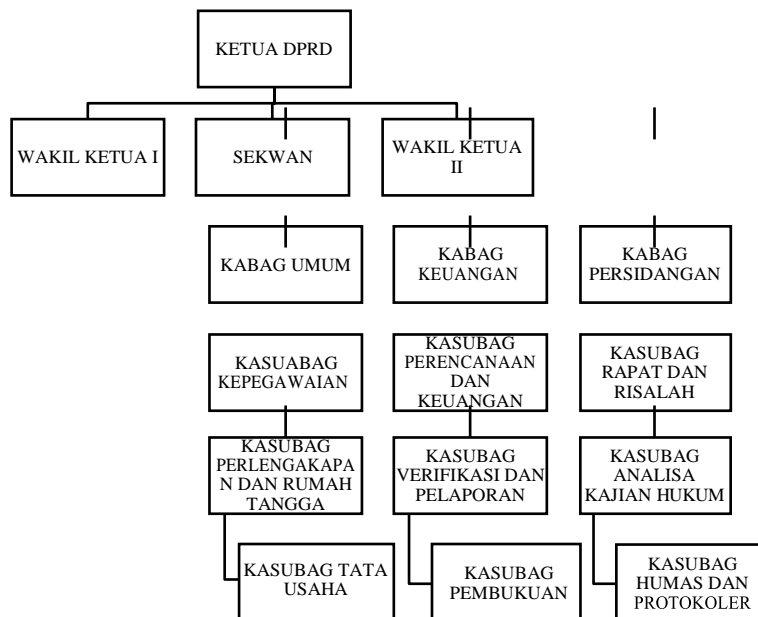 KETUA DPRD
WAKIL KETUA I
SEKWAN
WAKIL KETUA
II
KABAG UMUM
KABAG
KEUANGAN
KABAG
PERSIDANGAN
KASUABAG
KEPEGAWAIAN
KASUBAG
PERENCANAAN
DAN
KEUANGAN
KASUBAG
RAPAT DAN
RISALAH
KASUBAG
PERLENGAKAPA
N DAN RUMAH
TANGGA
KASUBAG
VERIFIKASI DAN
PELAPORAN
KASUBAG
ANALISA
KAJIAN HUKUM
KASUBAG TATA
USAHA
KASUBAG
PEMBUKUAN
KASUBAG
HUMAS DAN
PROTOKOLER